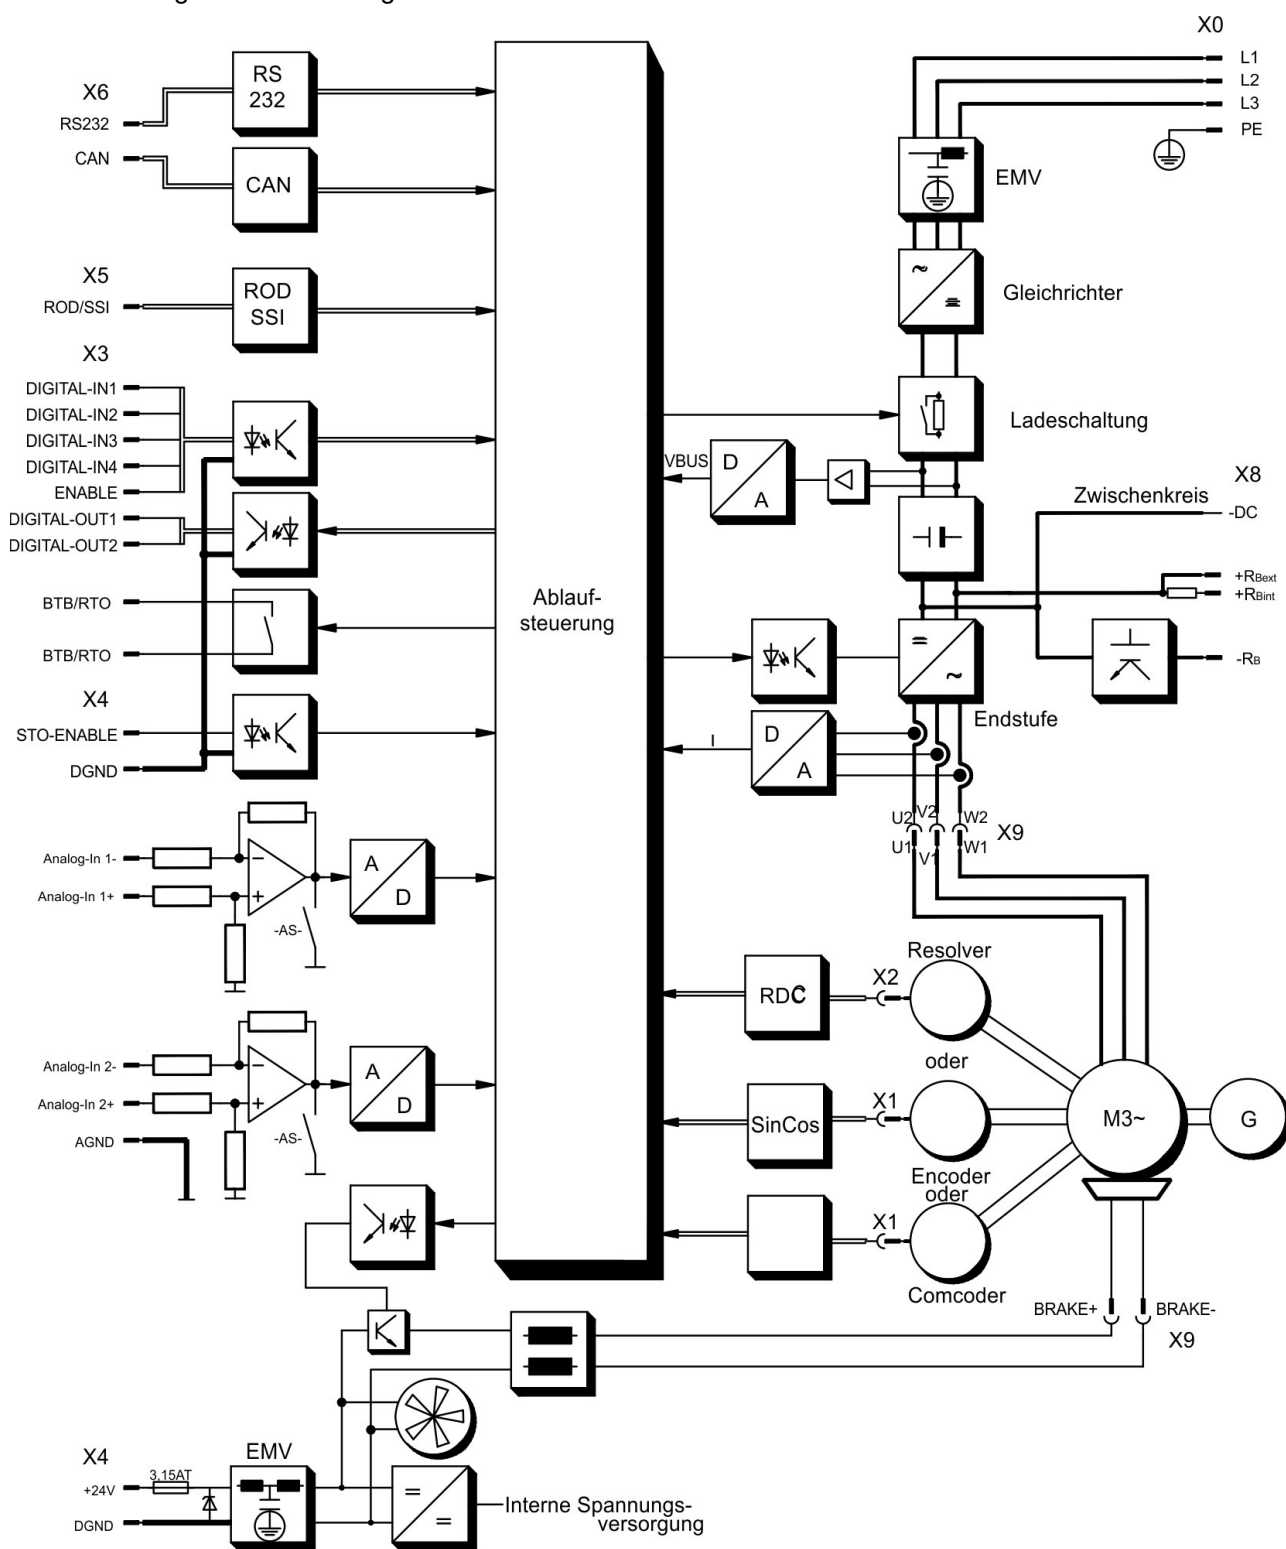 X0
L1
L2
L3
PE
X6
RS232
CAN
RS
232
CAN
EMV
X5
ROD/SSI
ROD
SSI
Gleichrichter
X3
DIGITAL-IN1
DIGITAL-IN2
DIGITAL-IN3
DIGITAL-IN4
ENABLE
DIGITAL-OUT1
DIGITAL-OUT2
BTB/RTO
BTB/RTO
X4
STO-ENABLE
DGND
Ablauf-
steuerung
Ladeschaltung
VBUS
D
A
X8
Zwischenkreis
-DC
+RBext
+RBint
-RB
Endstufe
I
D
A
U2
V2
W2
X9
U1
V1
W1
Analog-In 1-
Analog-In 1+
-AS-
A
D
Resolver
RDC
X2
oder
Analog-In 2-
Analog-In 2+
AGND
-AS-
A
D
SinCos
X1
M3~
G
Encoder
oder
X1
Comcoder
BRAKE+
BRAKE-
X9
X4
3,15AT
+24V
DGND
EMV
Interne Spannungs-
versorgung